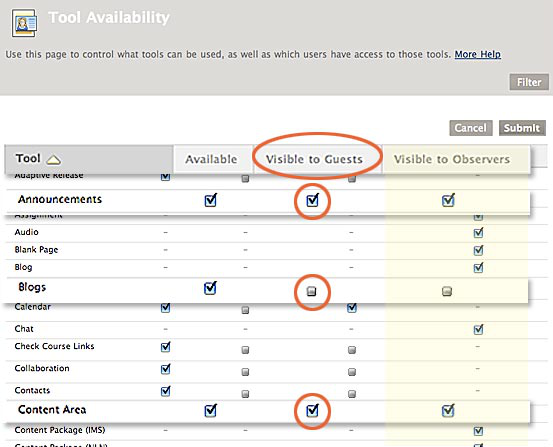 Tool Availability
Use this page to control what tools can be used, as well as which users have access to those tools. More Help
Filter
Cancel Submit
Tool Available Visible to Guests Visible to Observers
Adaptive Release
Announcements
Assignment
Audio
Blank Page
Blog
Blogs
Calendar
Chat
Check Course Links
Collaboration
Contacts
Content Area
Content Package (IMS)
Content Package (NLN)